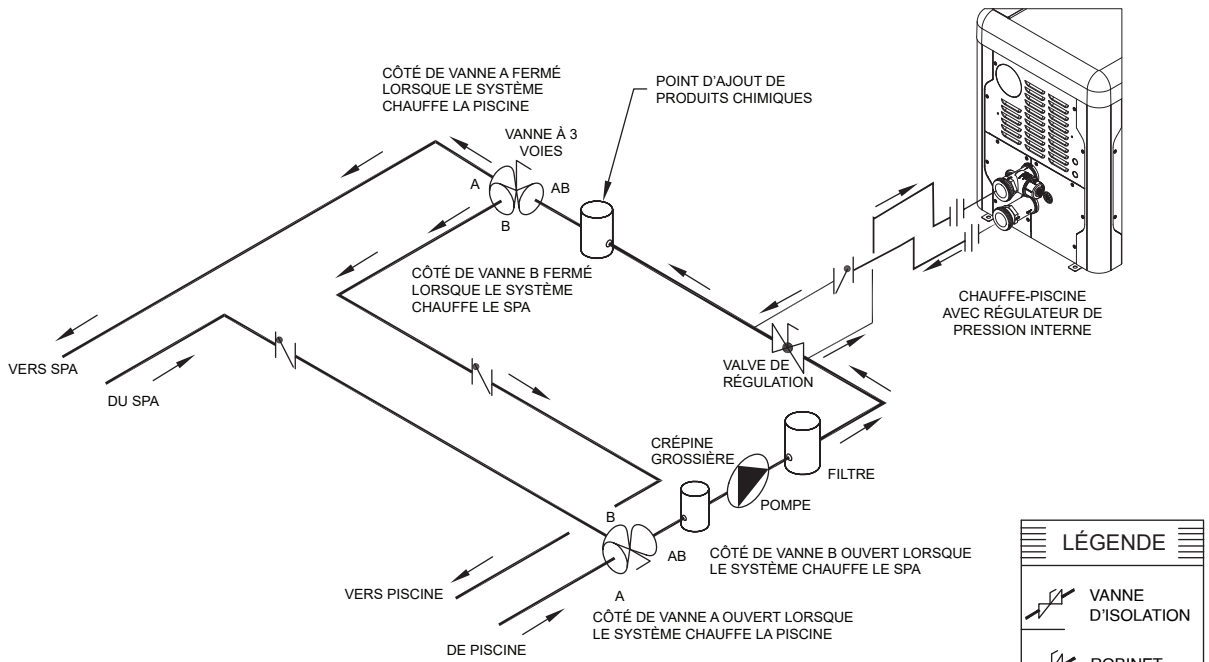 CÔTÉ DE VANNE A FERMÉ
LORSQUE LE SYSTÈME
CHAUFFE LA PISCINE
POINT D'AJOUT DE
PRODUITS CHIMIQUES
VANNE À 3
VOIES
A
AB
B
CÔTÉ DE VANNE B FERMÉ
LORSQUE LE SYSTÈME
CHAUFFE LE SPA
CHAUFFE-PISCINE
AVEC RÉGULATEUR DE
PRESSION INTERNE
VERS SPA
DU SPA
VALVE DE
RÉGULATION
CRÉPINE
GROSSIÈRE
FILTRE
POMPE
B
AB
A
CÔTÉ DE VANNE B OUVERT LORSQUE
LE SYSTÈME CHAUFFE LE SPA
VERS PISCINE
CÔTÉ DE VANNE A OUVERT LORSQUE
LE SYSTÈME CHAUFFE LA PISCINE
DE PISCINE
LÉGENDE
VANNE
D'ISOLATION
ROBINET